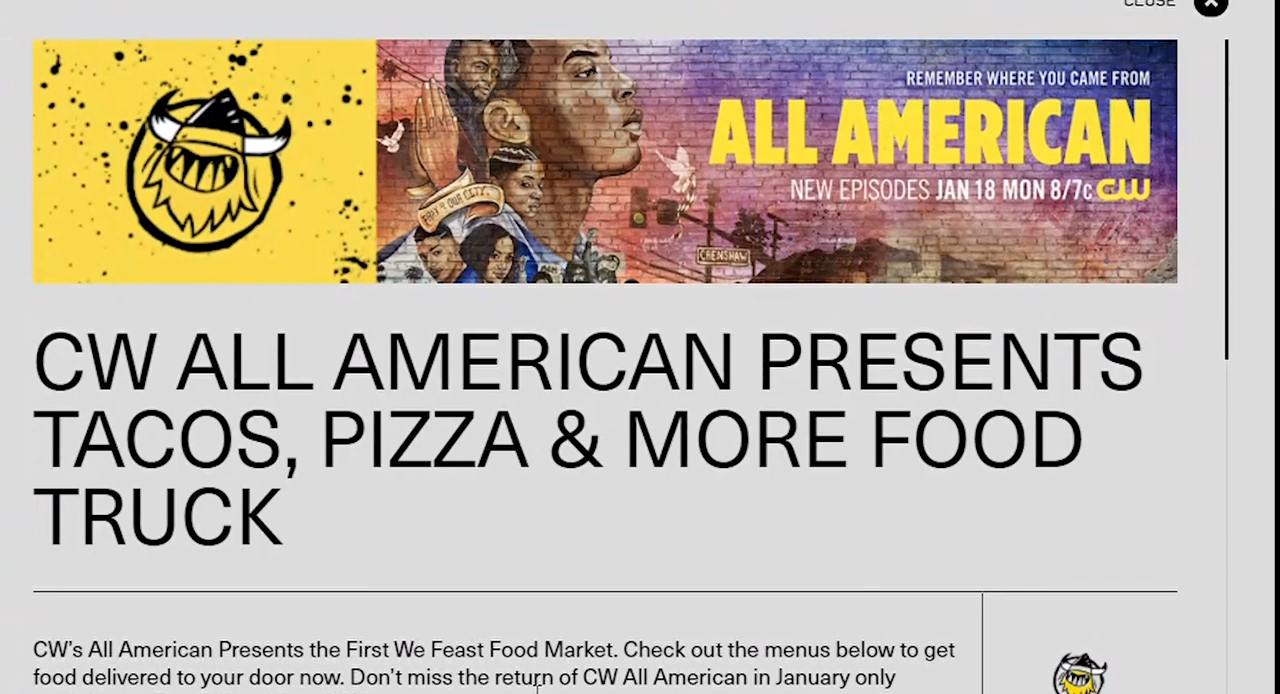 CLOSE
REMEMBER WHERE YOU CAME FROM
ALL AMERICAN
NEW EPISODES JAN 18 MON 8/7c CW
CRENSHAW
CW ALL AMERICAN PRESENTS
TACOS, PIZZA & MORE FOOD
TRUCK
CW's All American Presents the First We Feast Food Market. Check out the menus below to get
food delivered to your door now. Don't miss the return of CW All American in January only